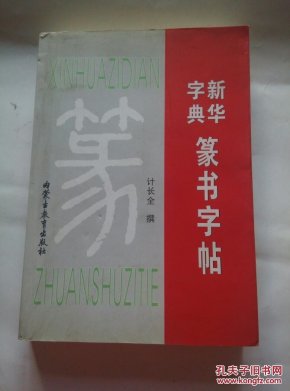 XINHUAZIDIAN
新华
字典
篆书字帖
篆
计长全 撰
内蒙古教育出版社
ZHUANSHUZITIE
孔夫子旧书网